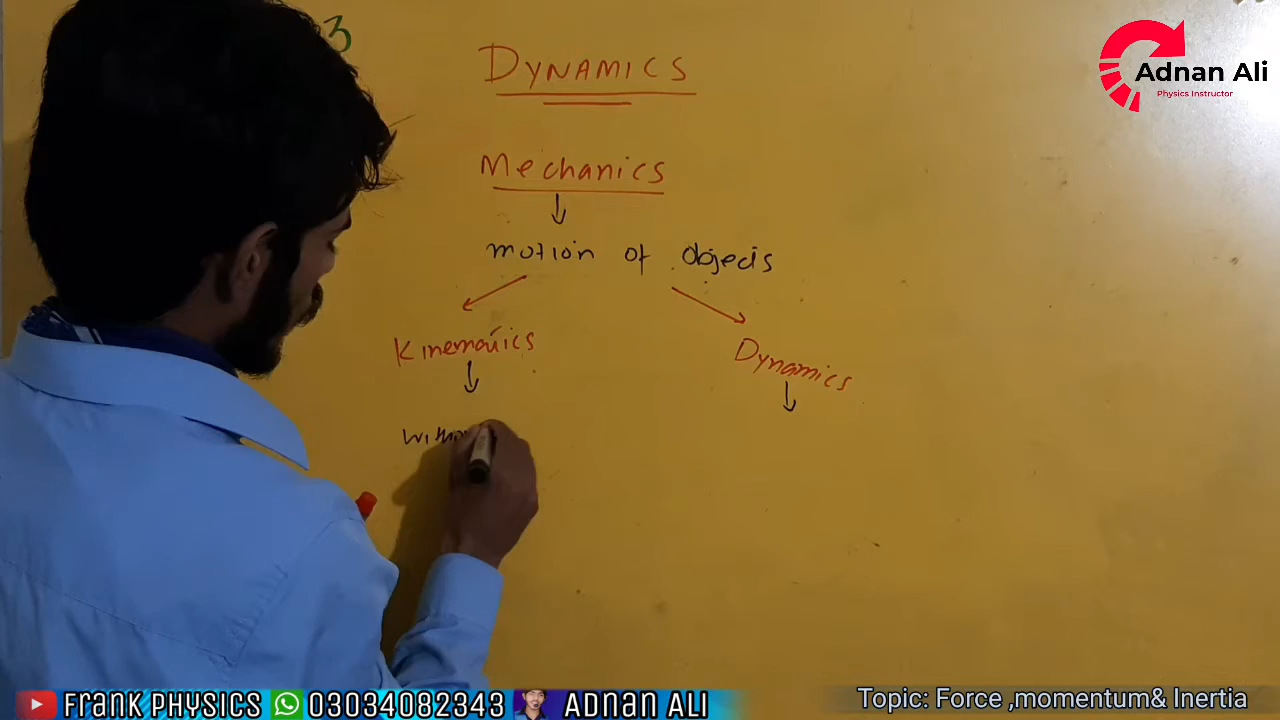 3
DYNAMICS
Adnan Ali
Physics Instructor
Mechanics
motion of objects
Kinematics
Dynamics
Frank Physics 03034082343 Adnan Ali
Topic: Force ,momentum& Inertia